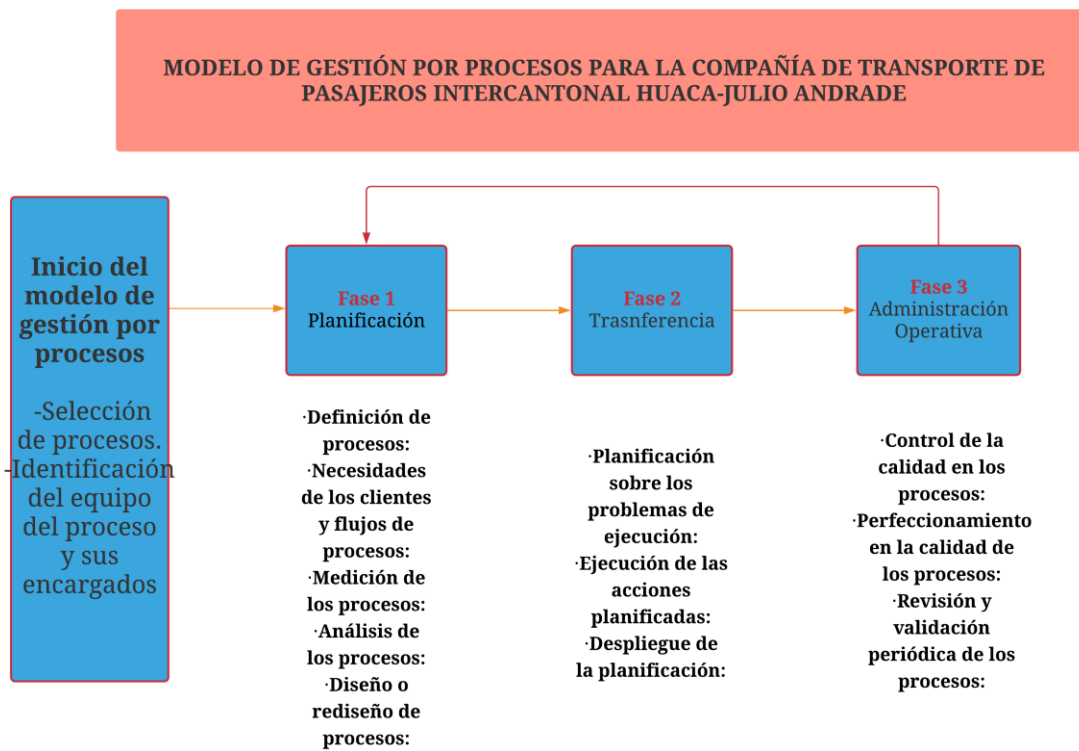 MODELO DE GESTIÓN POR PROCESOS PARA LA COMPAÑÍA DE TRANSPORTE DE
PASAJEROS INTERCANTONAL HUACA-JULIO ANDRADE
Inicio del
modelo de
gestión por
procesos
-Selección
de procesos.
-Identificación
del equipo
del proceso
y sus
encargados
Fase 1
Planificación
·Definición de
procesos:
·Necesidades
de los clientes
y flujos de
procesos:
·Medición de
los procesos:
·Análisis de
los procesos:
·Diseño o
rediseño de
procesos:
Fase 2
Trasnferencia
·Planificación
sobre los
problemas de
ejecución:
·Ejecución de las
acciones
planificadas:
·Despliegue de
la planificación:
Fase 3
Administración
Operativa
·Control de la
calidad en los
procesos:
·Perfeccionamiento
en la calidad de
los procesos:
·Revisión y
validación
periódica de los
procesos: